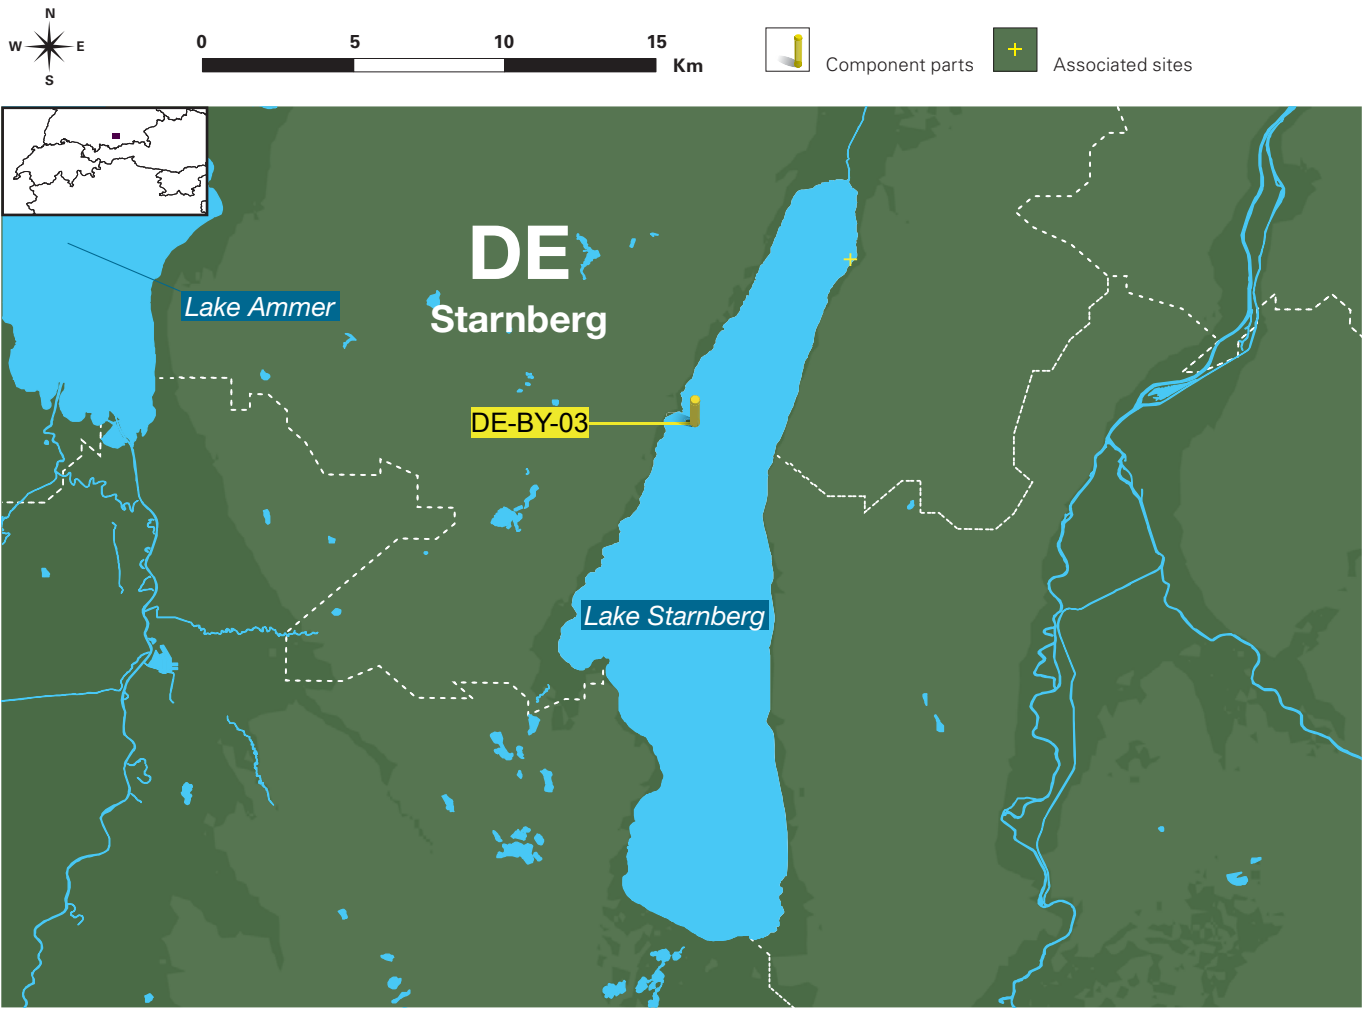 N
W E
S
0 5 10 15
Km
Component parts
Associated sites
DE
Starnberg
Lake Ammer
DE-BY-03
Lake Starnberg